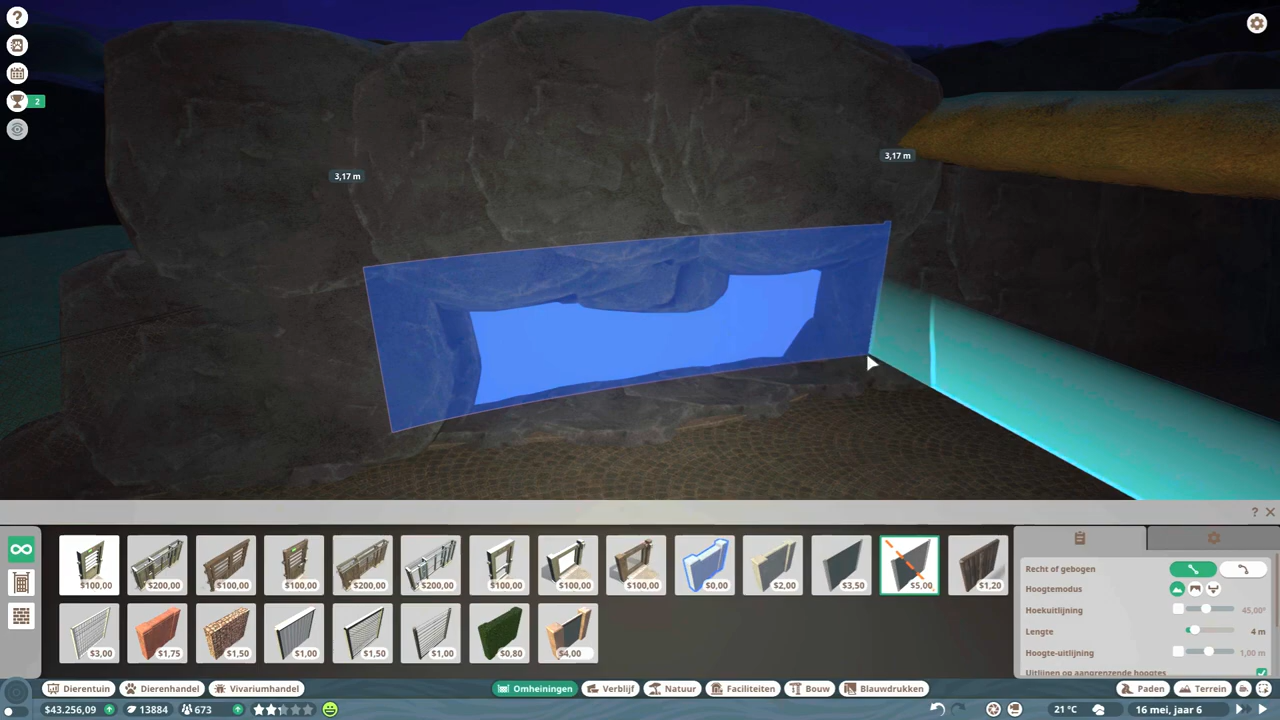 ?
2
3,17 m
3,17 m
?
$100,00
$200,00
$100,00
$100,00
$200,00
$200,00
$100,00
$100,00
$100,00
$0,00
$2,00
$3,50
$5,00
$1,20
$3,00
$1,75
$1,50
$1,00
$1,50
$1,00
$0,80
$4,00
Recht of gebogen
Hoogtemodus
Hoekuitlijning
45,00°
Lengte
4 m
Hoogte-uitlijning
1,00 m
Uitlijnen op aangrenzende hoogtes
Dierentuin
Dierenhandel
Vivariumhandel
Omheiningen
Verblijf
Natuur
Faciliteiten
Bouw
Blauwdrukken
Paden
Terrein
$43.256,09
13884
673
21 °C
16 mei, jaar 6